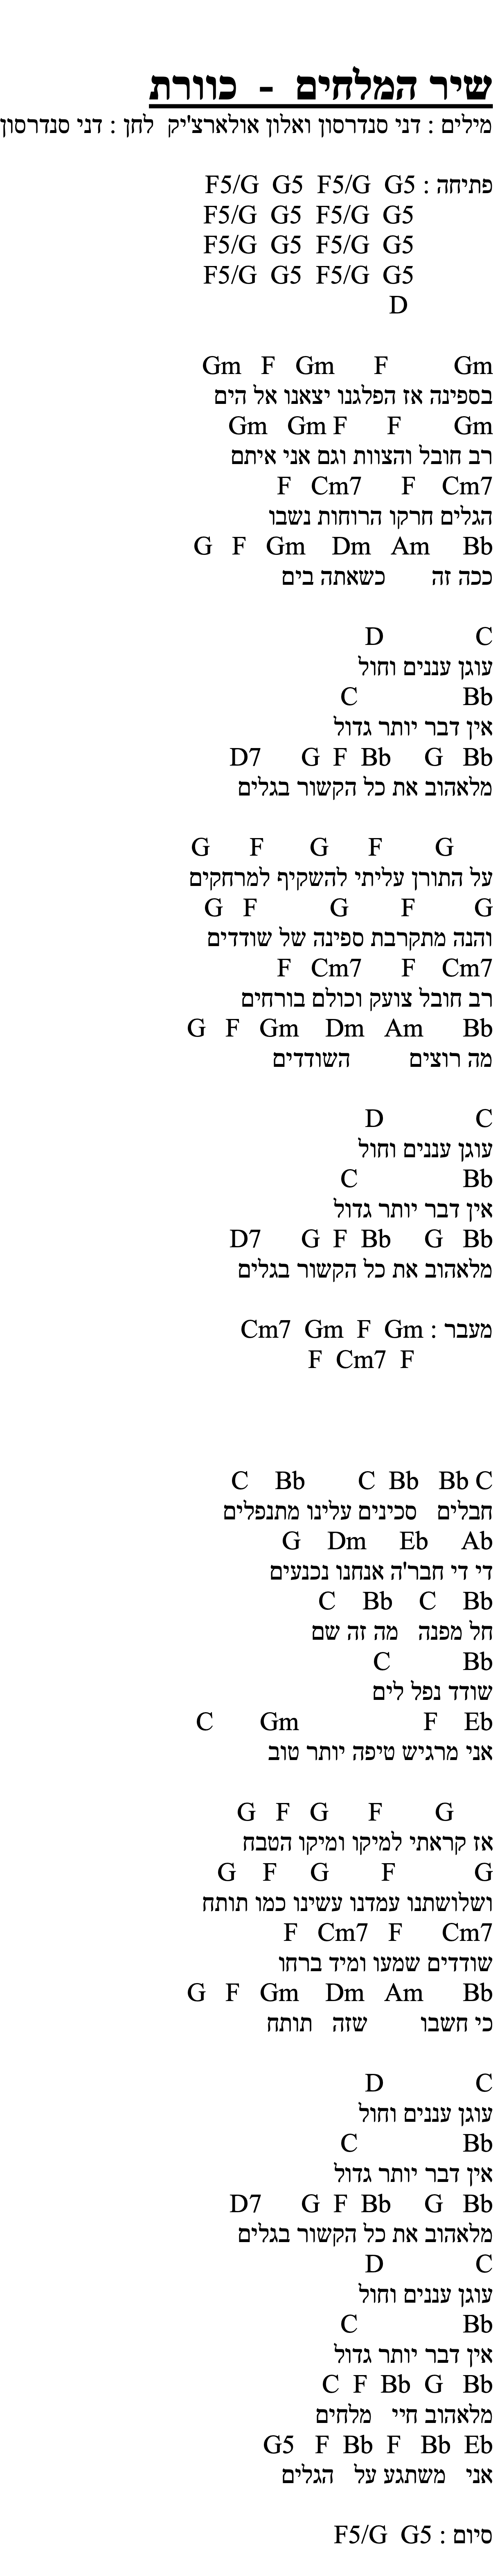 שיר המלחים - כוורת
מילים : דני סנדרסון ואלון אולארצ'יק לחן : דני סנדרסון
פתיחה : F5/G G5 F5/G G5
F5/G G5 F5/G G5
F5/G G5 F5/G G5
F5/G G5 F5/G G5
D
Gm F Gm F Gm
בספינה אז הפלגנו יצאנו אל הים
Gm Gm F F Gm
רב חובל והצוות וגם אני איתם
F Cm7 F Cm7
הגלים חרקו הרוחות נשבו
G F Gm Dm Am Bb
ככה זה כשאתה בים
D C
עוגן עננים וחול
C Bb
אין דבר יותר גדול
D7 G F Bb G Bb
מלאהוב את כל הקשור בגלים
G F G F G
על התורן עליתי להשקיף למרחקים
G F G F G
והנה מתקרבת ספינה של שודדים
F Cm7 F Cm7
רב חובל צועק וכולם בורחים
G F Gm Dm Am Bb
מה רוצים השודדים
D C
עוגן עננים וחול
C Bb
אין דבר יותר גדול
D7 G F Bb G Bb
מלאהוב את כל הקשור בגלים
מעבר : Cm7 Gm F Gm
F Cm7 F
C Bb C Bb Bb C
חבלים סכינים עלינו מתנפלים
G Dm Eb Ab
די די חבר'ה אנחנו נכנעים
C Bb C Bb
חל מפנה מה זה שם
C Bb
שודד נפל לים
C Gm F Eb
אני מרגיש טיפה יותר טוב
G F G F G
אז קראתי למיקו ומיקו הטבח
G F G F G
ושלושתנו עמדנו עשינו כמו תותח
F Cm7 F Cm7
שודדים שמעו ומיד ברחו
G F Gm Dm Am Bb
כי חשבו שזה תותח
D C
עוגן עננים וחול
C Bb
אין דבר יותר גדול
D7 G F Bb G Bb
מלאהוב את כל הקשור בגלים
D C
עוגן עננים וחול
C Bb
אין דבר יותר גדול
C F Bb G Bb
מלאהוב חיי מלחים
G5 F Bb F Bb Eb
אני משתגע על הגלים
סיום : F5/G G5